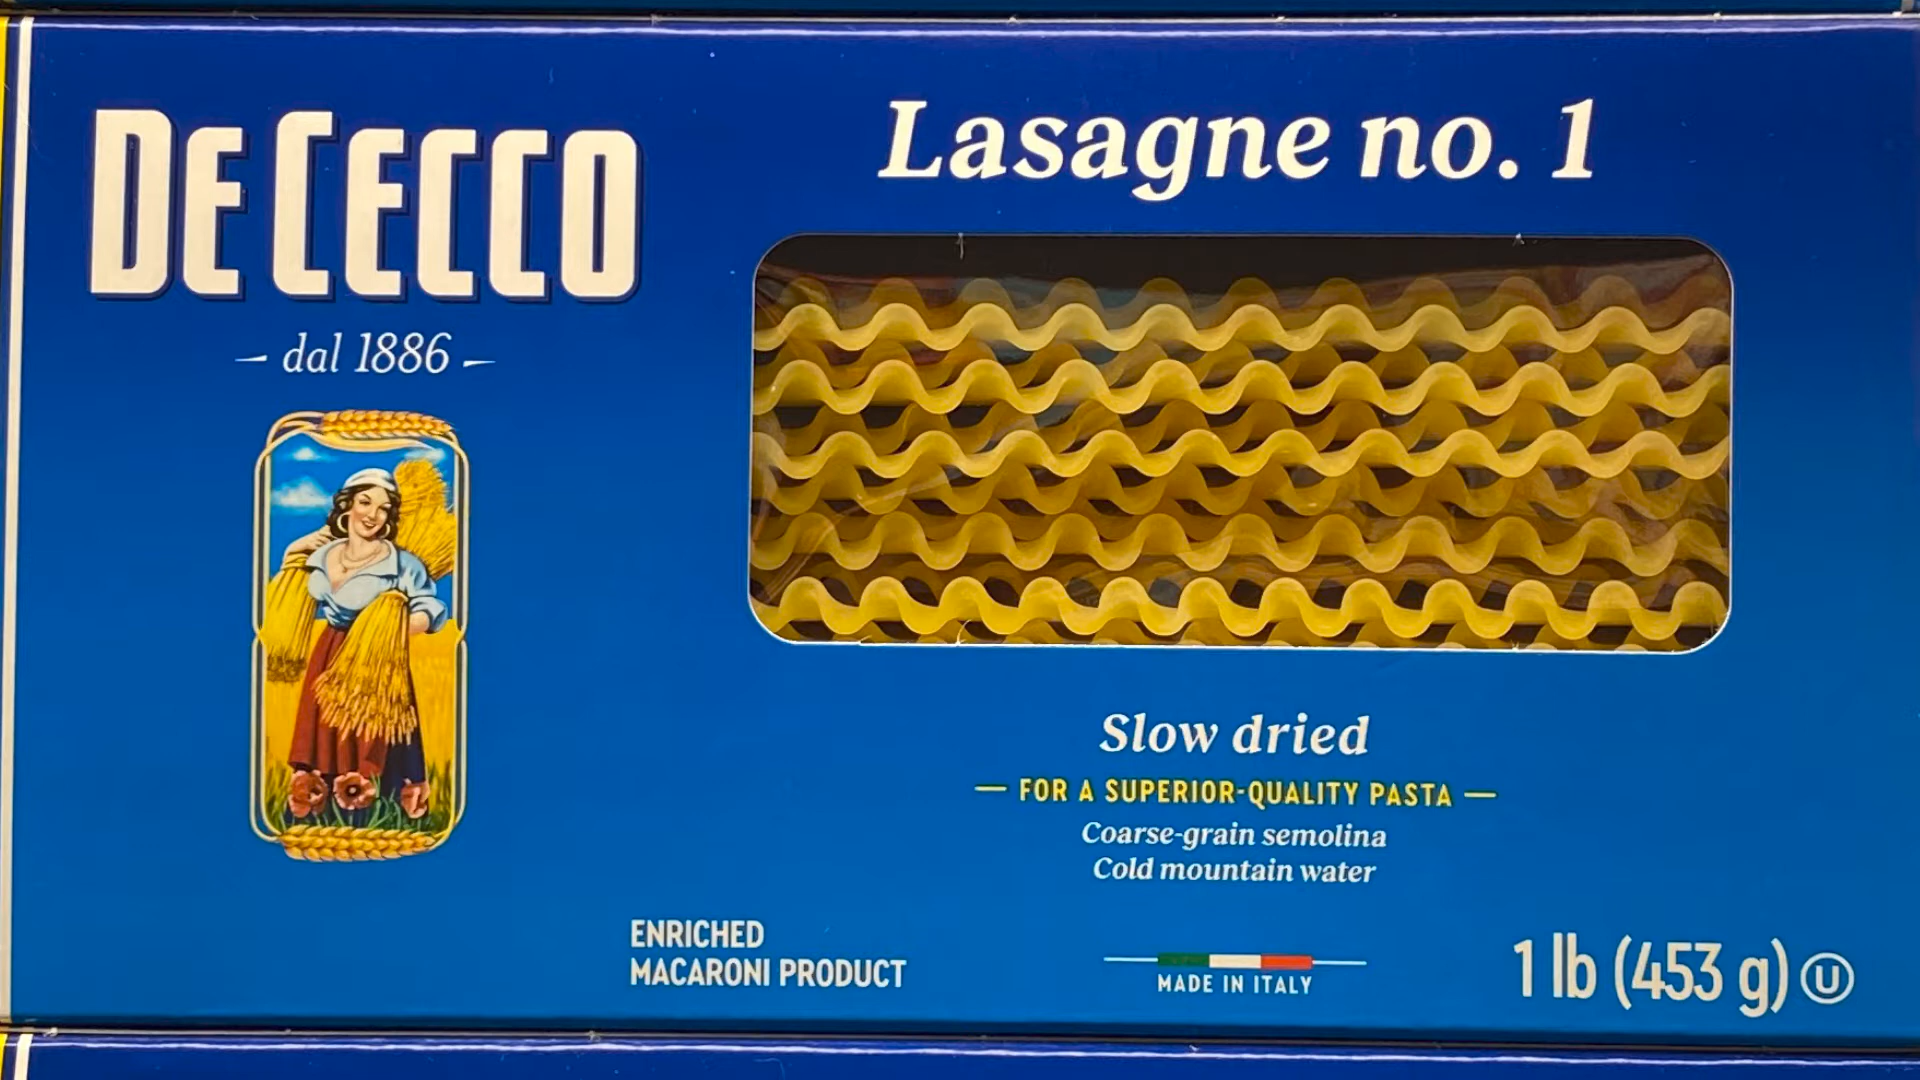 DE CECCO
dal 1886
Lasagne no. 1
Slow dried
FOR A SUPERIOR-QUALITY PASTA
Coarse-grain semolina
Cold mountain water
ENRICHED
MACARONI PRODUCT
MADE IN ITALY
1 lb (453 g) U